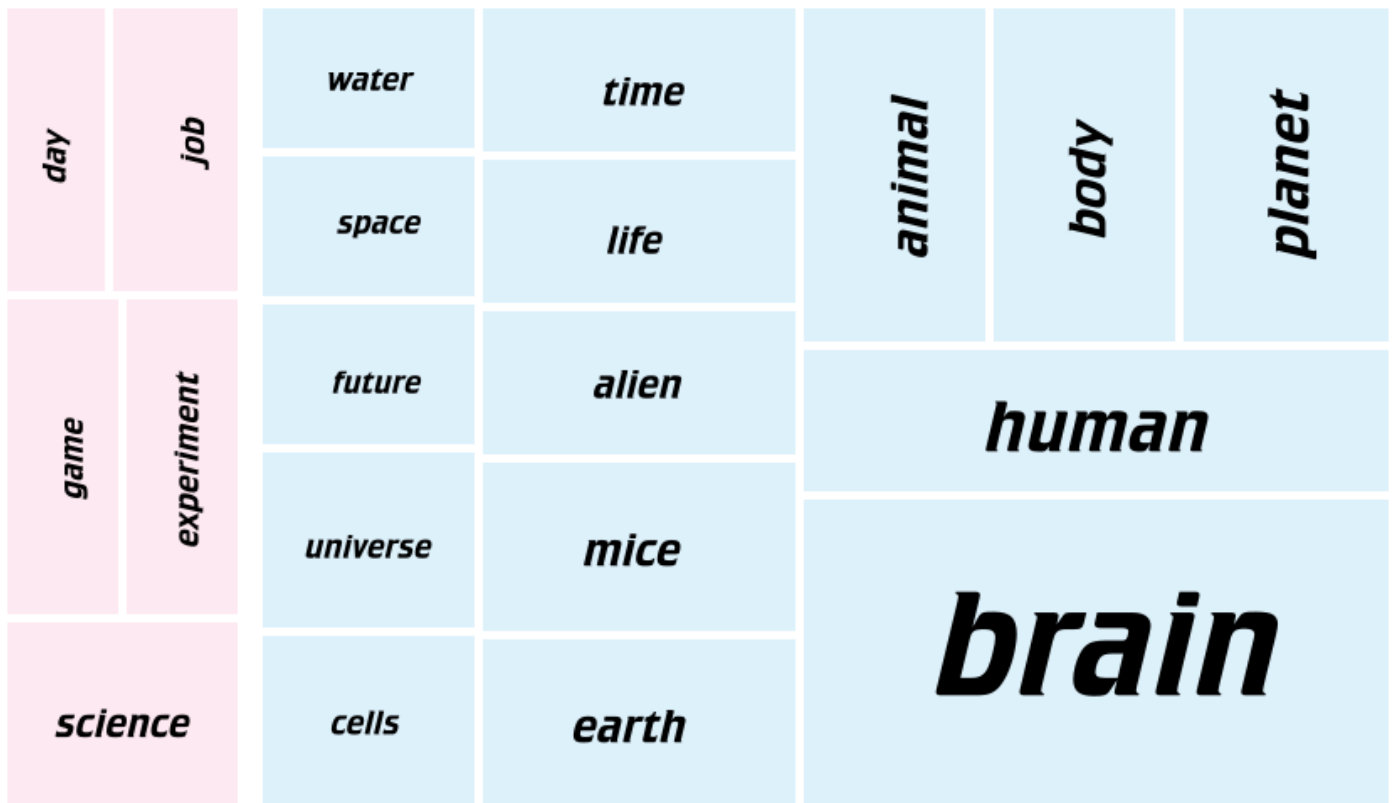 day
job
game
experiment
science
water
space
future
universe
cells
time
life
alien
mice
earth
animal
body
planet
human
brain